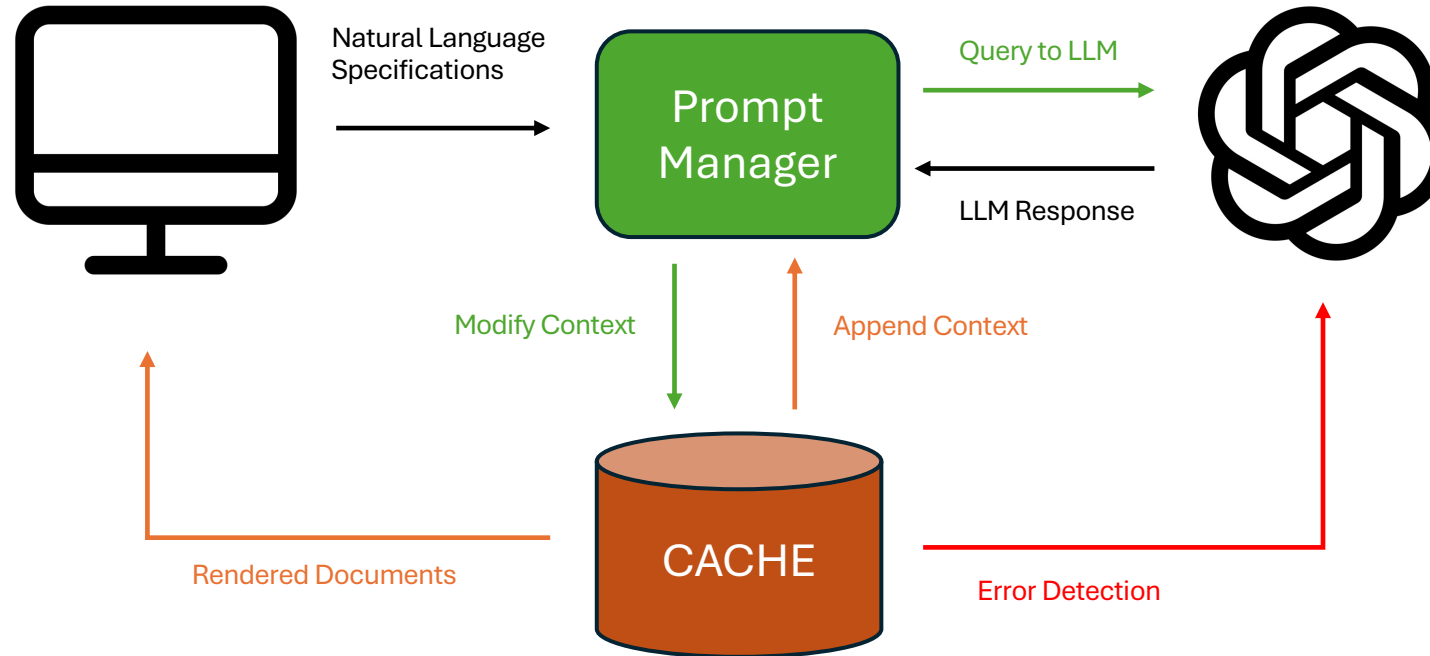 Natural Language
Specifications
Prompt
Manager
Query to LLM
LLM Response
Modify Context
Append Context
CACHE
Rendered Documents
Error Detection